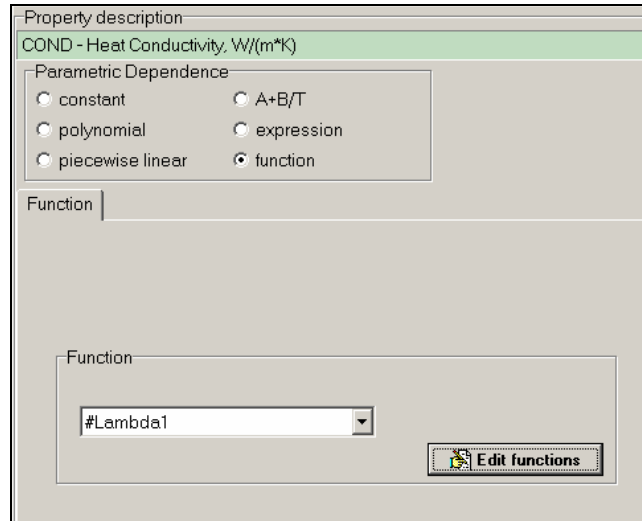 Property description
COND - Heat Conductivity, W/(m*K)
Parametric Dependence
constant
A+B/T
polynomial
expression
piecewise linear
function
Function
Function
#Lambda1
Edit functions